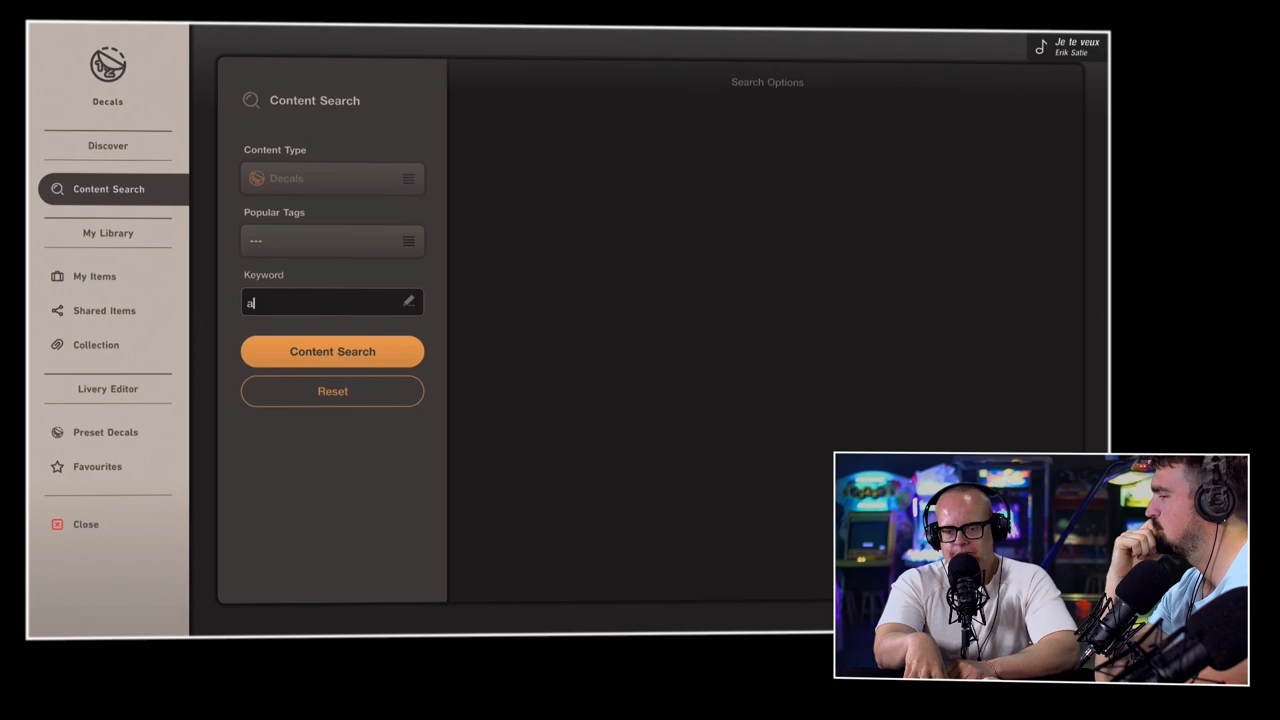 Decals
Discover
Content Search
My Library
My Items
Shared Items
Collection
Livery Editor
Preset Decals
Favourites
Close
Content Search
Content Type
Decals
Popular Tags
---
Keyword
a
Content Search
Reset
Search Options
Je te veux
Erik Satie